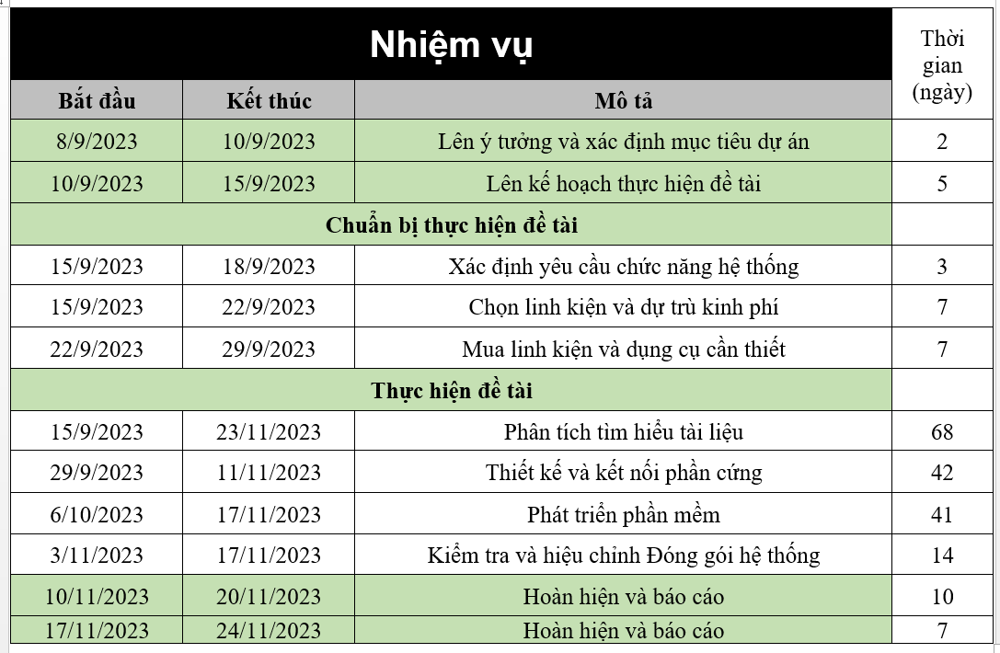 Nhiệm vụ
Thời
gian
(ngày)
Bắt đầu Kết thúc Mô tả
8/9/2023 10/9/2023 Lên ý tưởng và xác định mục tiêu dự án 2
10/9/2023 15/9/2023 Lên kế hoạch thực hiện đề tài 5
Chuẩn bị thực hiện đề tài
15/9/2023 18/9/2023 Xác định yêu cầu chức năng hệ thống 3
15/9/2023 22/9/2023 Chọn linh kiện và dự trù kinh phí 7
22/9/2023 29/9/2023 Mua linh kiện và dụng cụ cần thiết 7
Thực hiện đề tài
15/9/2023 23/11/2023 Phân tích tìm hiểu tài liệu 68
29/9/2023 11/11/2023 Thiết kế và kết nối phần cứng 42
6/10/2023 17/11/2023 Phát triển phần mềm 41
3/11/2023 17/11/2023 Kiểm tra và hiệu chỉnh Đóng gói hệ thống 14
10/11/2023 20/11/2023 Hoàn hiện và báo cáo 10
17/11/2023 24/11/2023 Hoàn hiện và báo cáo 7